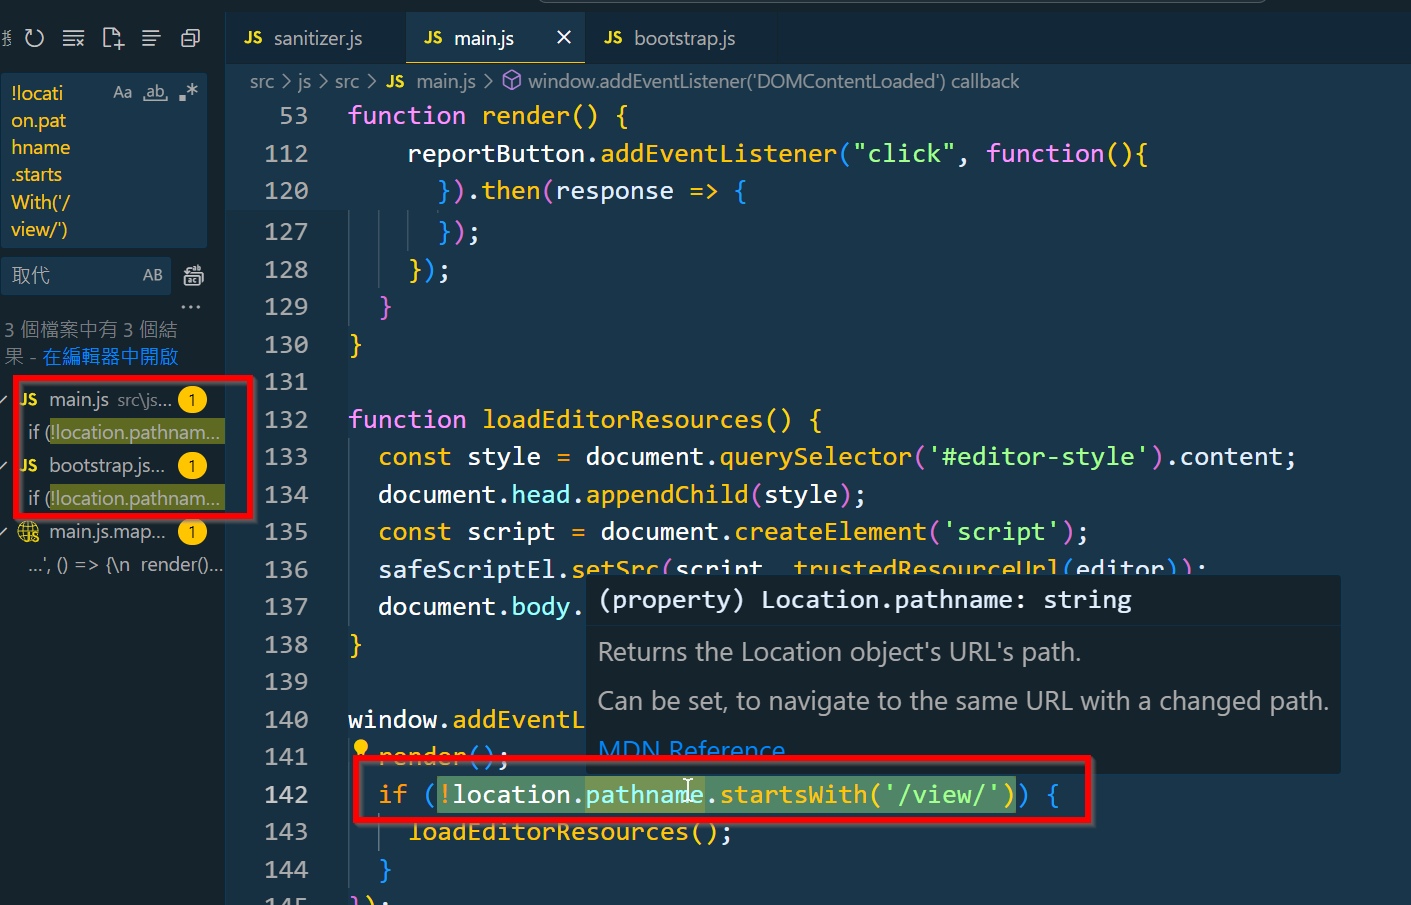 JS sanitizer.js
JS main.js
JS bootstrap.js
!locati
on.pat
hname
.starts
With('/
view/')
Aa ab .*
取代 AB
3 個檔案中有 3 個結
果 - 在編輯器中開啟
JS main.js src\js... 1
if (!location.pathnam...
JS bootstrap.js... 1
if (!location.pathnam...
main.js.map... 1
...', () => {\n render()...
src > js > src > JS main.js > window.addEventListener('DOMContentLoaded') callback
53 function render() {
112 reportButton.addEventListener("click", function(){
120 }).then(response => {
127 });
128 });
129 }
130 }
131
132 function loadEditorResources() {
133 const style = document.querySelector('#editor-style').content;
134 document.head.appendChild(style);
135 const script = document.createElement('script');
136 safeScriptEl.setSrc(script, trustedResourceUrl(editor));
137 document.body.
138 }
139
140 window.addEventL
141 render();
142 if (!location.pathname.startsWith('/view/')) {
143 loadEditorResources();
144 }
145 });
(property) Location.pathname: string
Returns the Location object's URL's path.
Can be set, to navigate to the same URL with a changed path.
MDN Reference